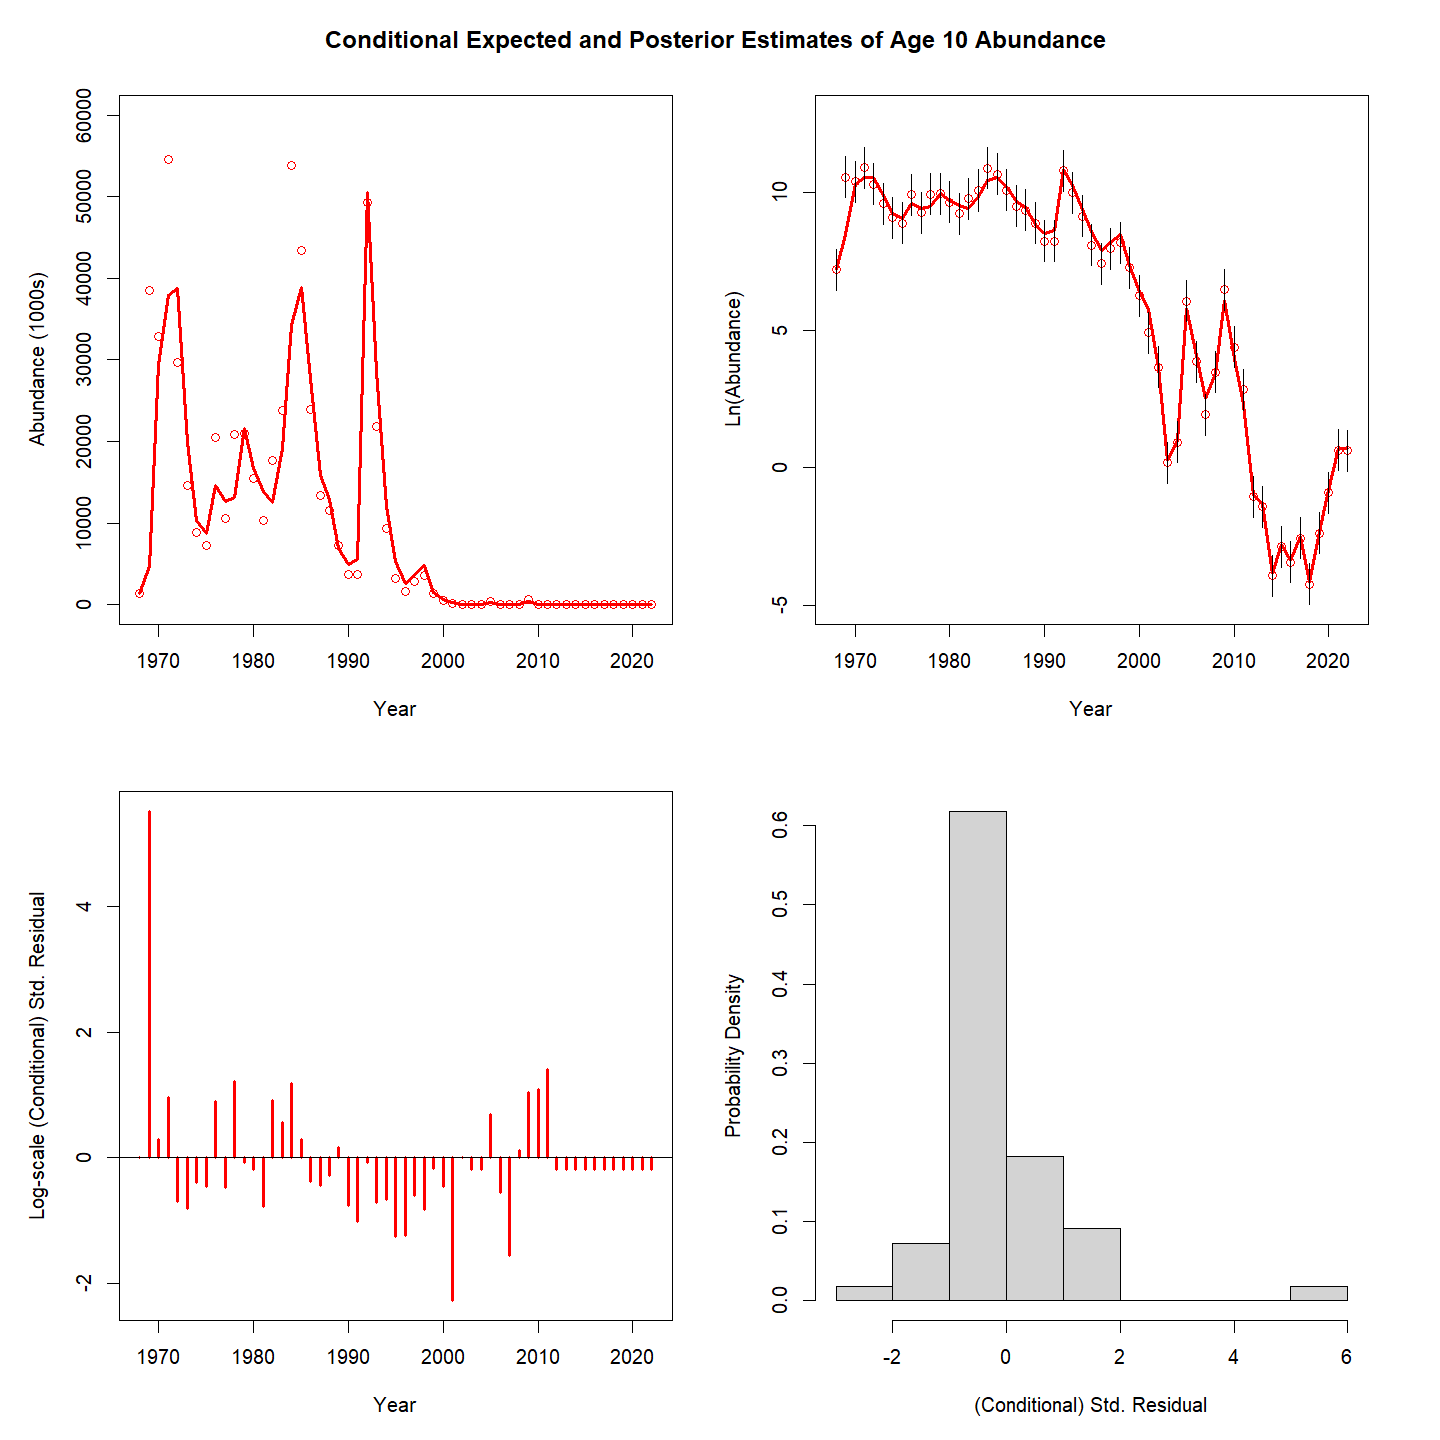 Conditional Expected and Posterior Estimates of Age 10 Abundance
Abundance (1000s)
60000
50000
40000
30000
20000
10000
0
1970 1980 1990 2000 2010 2020
Year
Ln(Abundance)
10
5
0
-5
1970 1980 1990 2000 2010 2020
Year
Log-scale (Conditional) Std. Residual
4
2
0
-2
1970 1980 1990 2000 2010 2020
Year
Probability Density
0.6
0.5
0.4
0.3
0.2
0.1
0.0
-2 0 2 4 6
(Conditional) Std. Residual